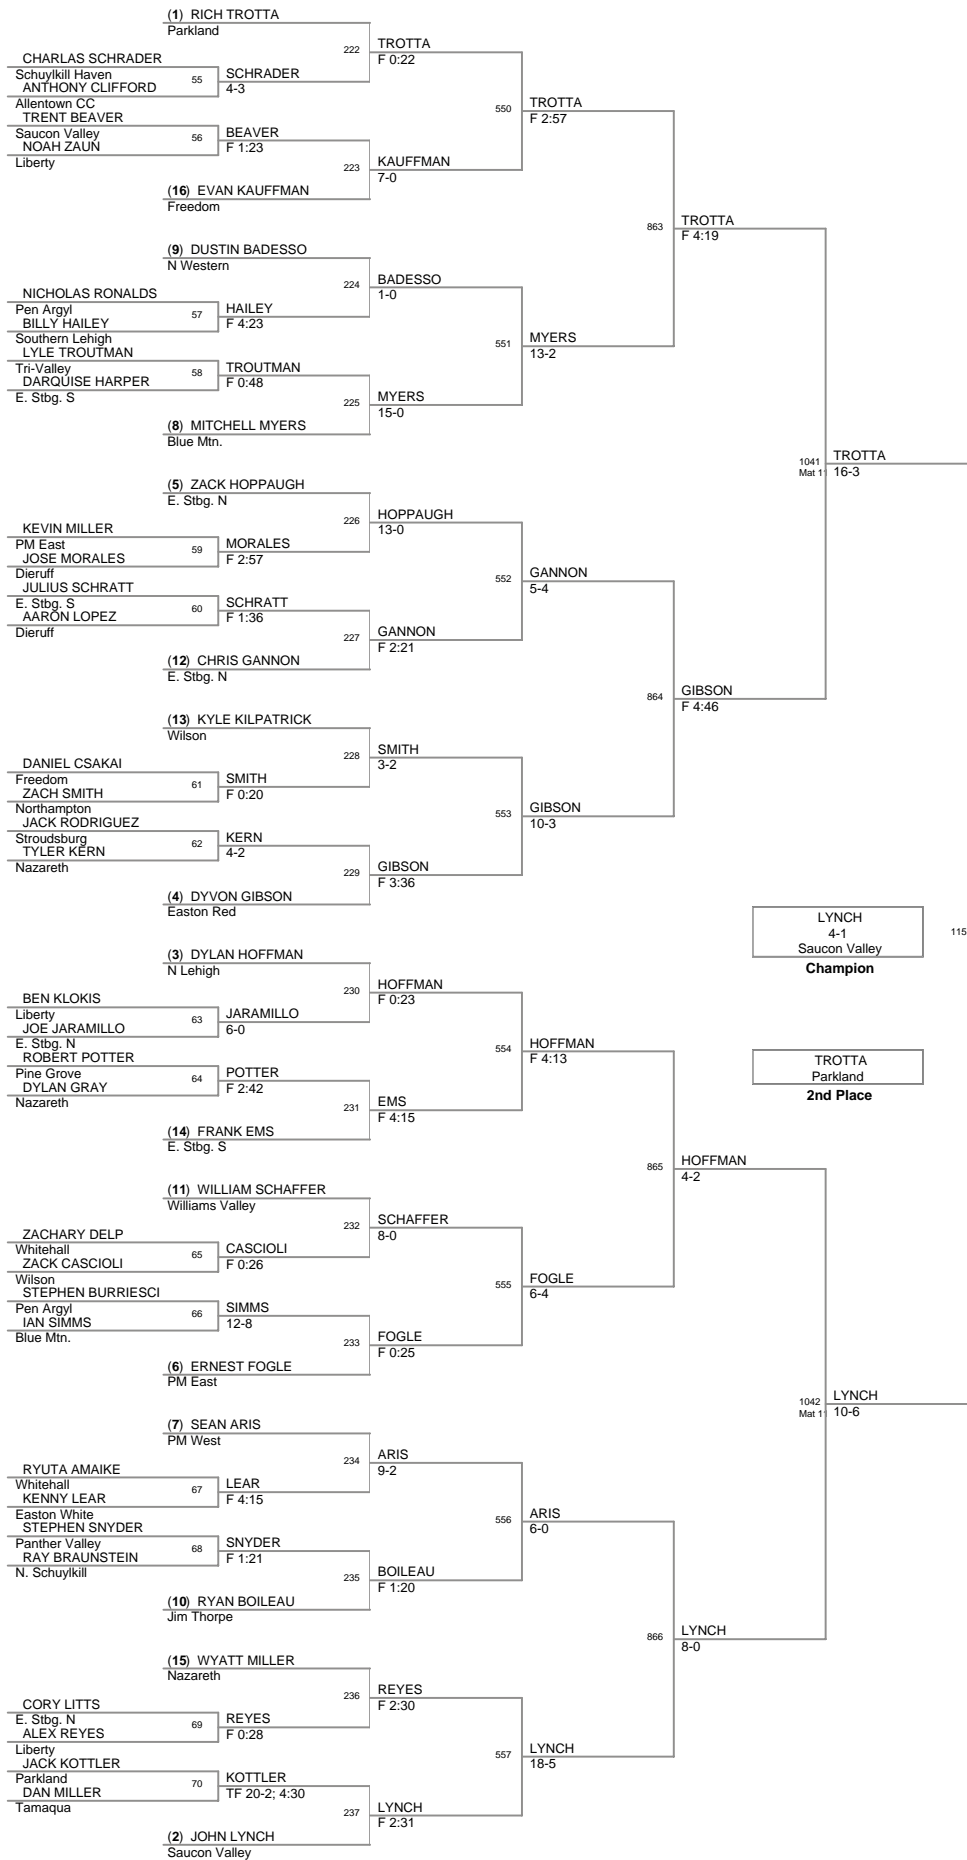 (1) RICH TROTTA
Parkland
222
TROTTA
F 0:22
CHARLAS SCHRADER
Schuylkill Haven
55
SCHRADER
4-3
ANTHONY CLIFFORD
Allentown CC
550
TROTTA
F 2:57
TRENT BEAVER
Saucon Valley
56
BEAVER
F 1:23
NOAH ZAUN
Liberty
223
KAUFFMAN
7-0
(16) EVAN KAUFFMAN
Freedom
863
TROTTA
F 4:19
(9) DUSTIN BADESSO
N Western
224
BADESSO
1-0
NICHOLAS RONALDS
Pen Argyl
57
HAILEY
F 4:23
BILLY HAILEY
Southern Lehigh
551
MYERS
13-2
LYLE TROUTMAN
Tri-Valley
58
TROUTMAN
F 0:48
DARQUISE HARPER
E. Stbg. S
225
MYERS
15-0
(8) MITCHELL MYERS
Blue Mtn.
1041
Mat 1
TROTTA
16-3
(5) ZACK HOPPAUGH
E. Stbg. N
226
HOPPAUGH
13-0
KEVIN MILLER
PM East
59
MORALES
F 2:57
JOSE MORALES
Dieruff
552
GANNON
5-4
JULIUS SCHRATT
E. Stbg. S
60
SCHRATT
F 1:36
AARON LOPEZ
Dieruff
227
GANNON
F 2:21
(12) CHRIS GANNON
E. Stbg. N
864
GIBSON
F 4:46
(13) KYLE KILPATRICK
Wilson
228
SMITH
3-2
DANIEL CSAKAI
Freedom
61
SMITH
F 0:20
ZACH SMITH
Northampton
553
GIBSON
10-3
JACK RODRIGUEZ
Stroudsburg
62
KERN
4-2
TYLER KERN
Nazareth
229
GIBSON
F 3:36
(4) DYVON GIBSON
Easton Red
LYNCH
4-1
Saucon Valley
Champion
115
(3) DYLAN HOFFMAN
N Lehigh
230
HOFFMAN
F 0:23
BEN KLOKIS
Liberty
63
JARAMILLO
6-0
JOE JARAMILLO
E. Stbg. N
554
HOFFMAN
F 4:13
ROBERT POTTER
Pine Grove
64
POTTER
F 2:42
DYLAN GRAY
Nazareth
TROTTA
Parkland
2nd Place
231
EMS
F 4:15
(14) FRANK EMS
E. Stbg. S
865
HOFFMAN
4-2
(11) WILLIAM SCHAFFER
Williams Valley
232
SCHAFFER
8-0
ZACHARY DELP
Whitehall
65
CASCIOLI
F 0:26
ZACK CASCIOLI
Wilson
555
FOGLE
6-4
STEPHEN BURRIESCI
Pen Argyl
66
SIMMS
12-8
IAN SIMMS
Blue Mtn.
233
FOGLE
F 0:25
(6) ERNEST FOGLE
PM East
1042
Mat 1
LYNCH
10-6
(7) SEAN ARIS
PM West
234
ARIS
9-2
RYUTA AMAIKE
Whitehall
67
LEAR
F 4:15
KENNY LEAR
Easton White
556
ARIS
6-0
STEPHEN SNYDER
Panther Valley
68
SNYDER
F 1:21
RAY BRAUNSTEIN
N. Schuylkill
235
BOILEAU
F 1:20
(10) RYAN BOILEAU
Jim Thorpe
866
LYNCH
8-0
(15) WYATT MILLER
Nazareth
236
REYES
F 2:30
CORY LITTS
E. Stbg. N
69
REYES
F 0:28
ALEX REYES
Liberty
557
LYNCH
18-5
JACK KOTTLER
Parkland
70
KOTTLER
TF 20-2; 4:30
DAN MILLER
Tamaqua
237
LYNCH
F 2:31
(2) JOHN LYNCH
Saucon Valley